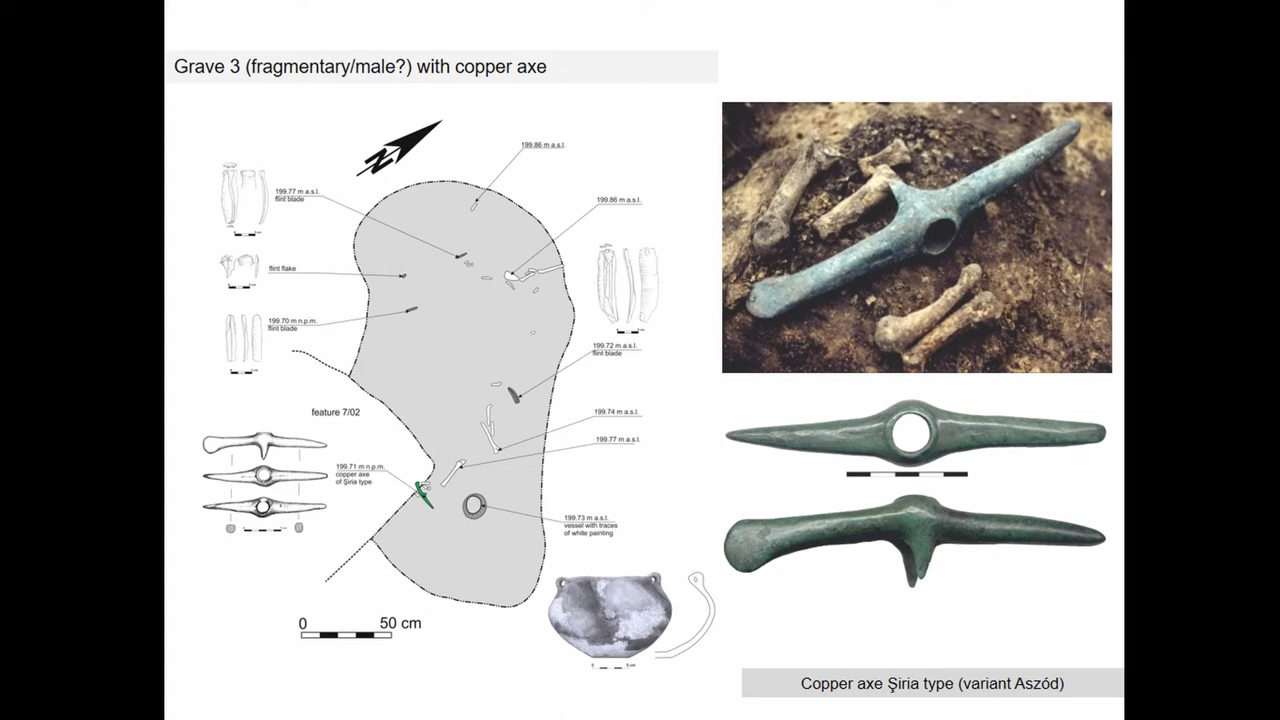 Grave 3 (fragmentary/male?) with copper axe
N
199.86 m a.s.l.
199.77 m a.s.l.
flint blade
199.86 m a.s.l.
flint flake
199.70 m n.p.m.
flint blade
199.72 m a.s.l.
flint blade
feature 7/02
199.74 m a.s.l.
199.77 m a.s.l.
199.71 m n.p.m.
copper axe
of Şiria type
199.73 m a.s.l.
vessel with traces
of white painting
0 50 cm
Copper axe Şiria type (variant Aszód)